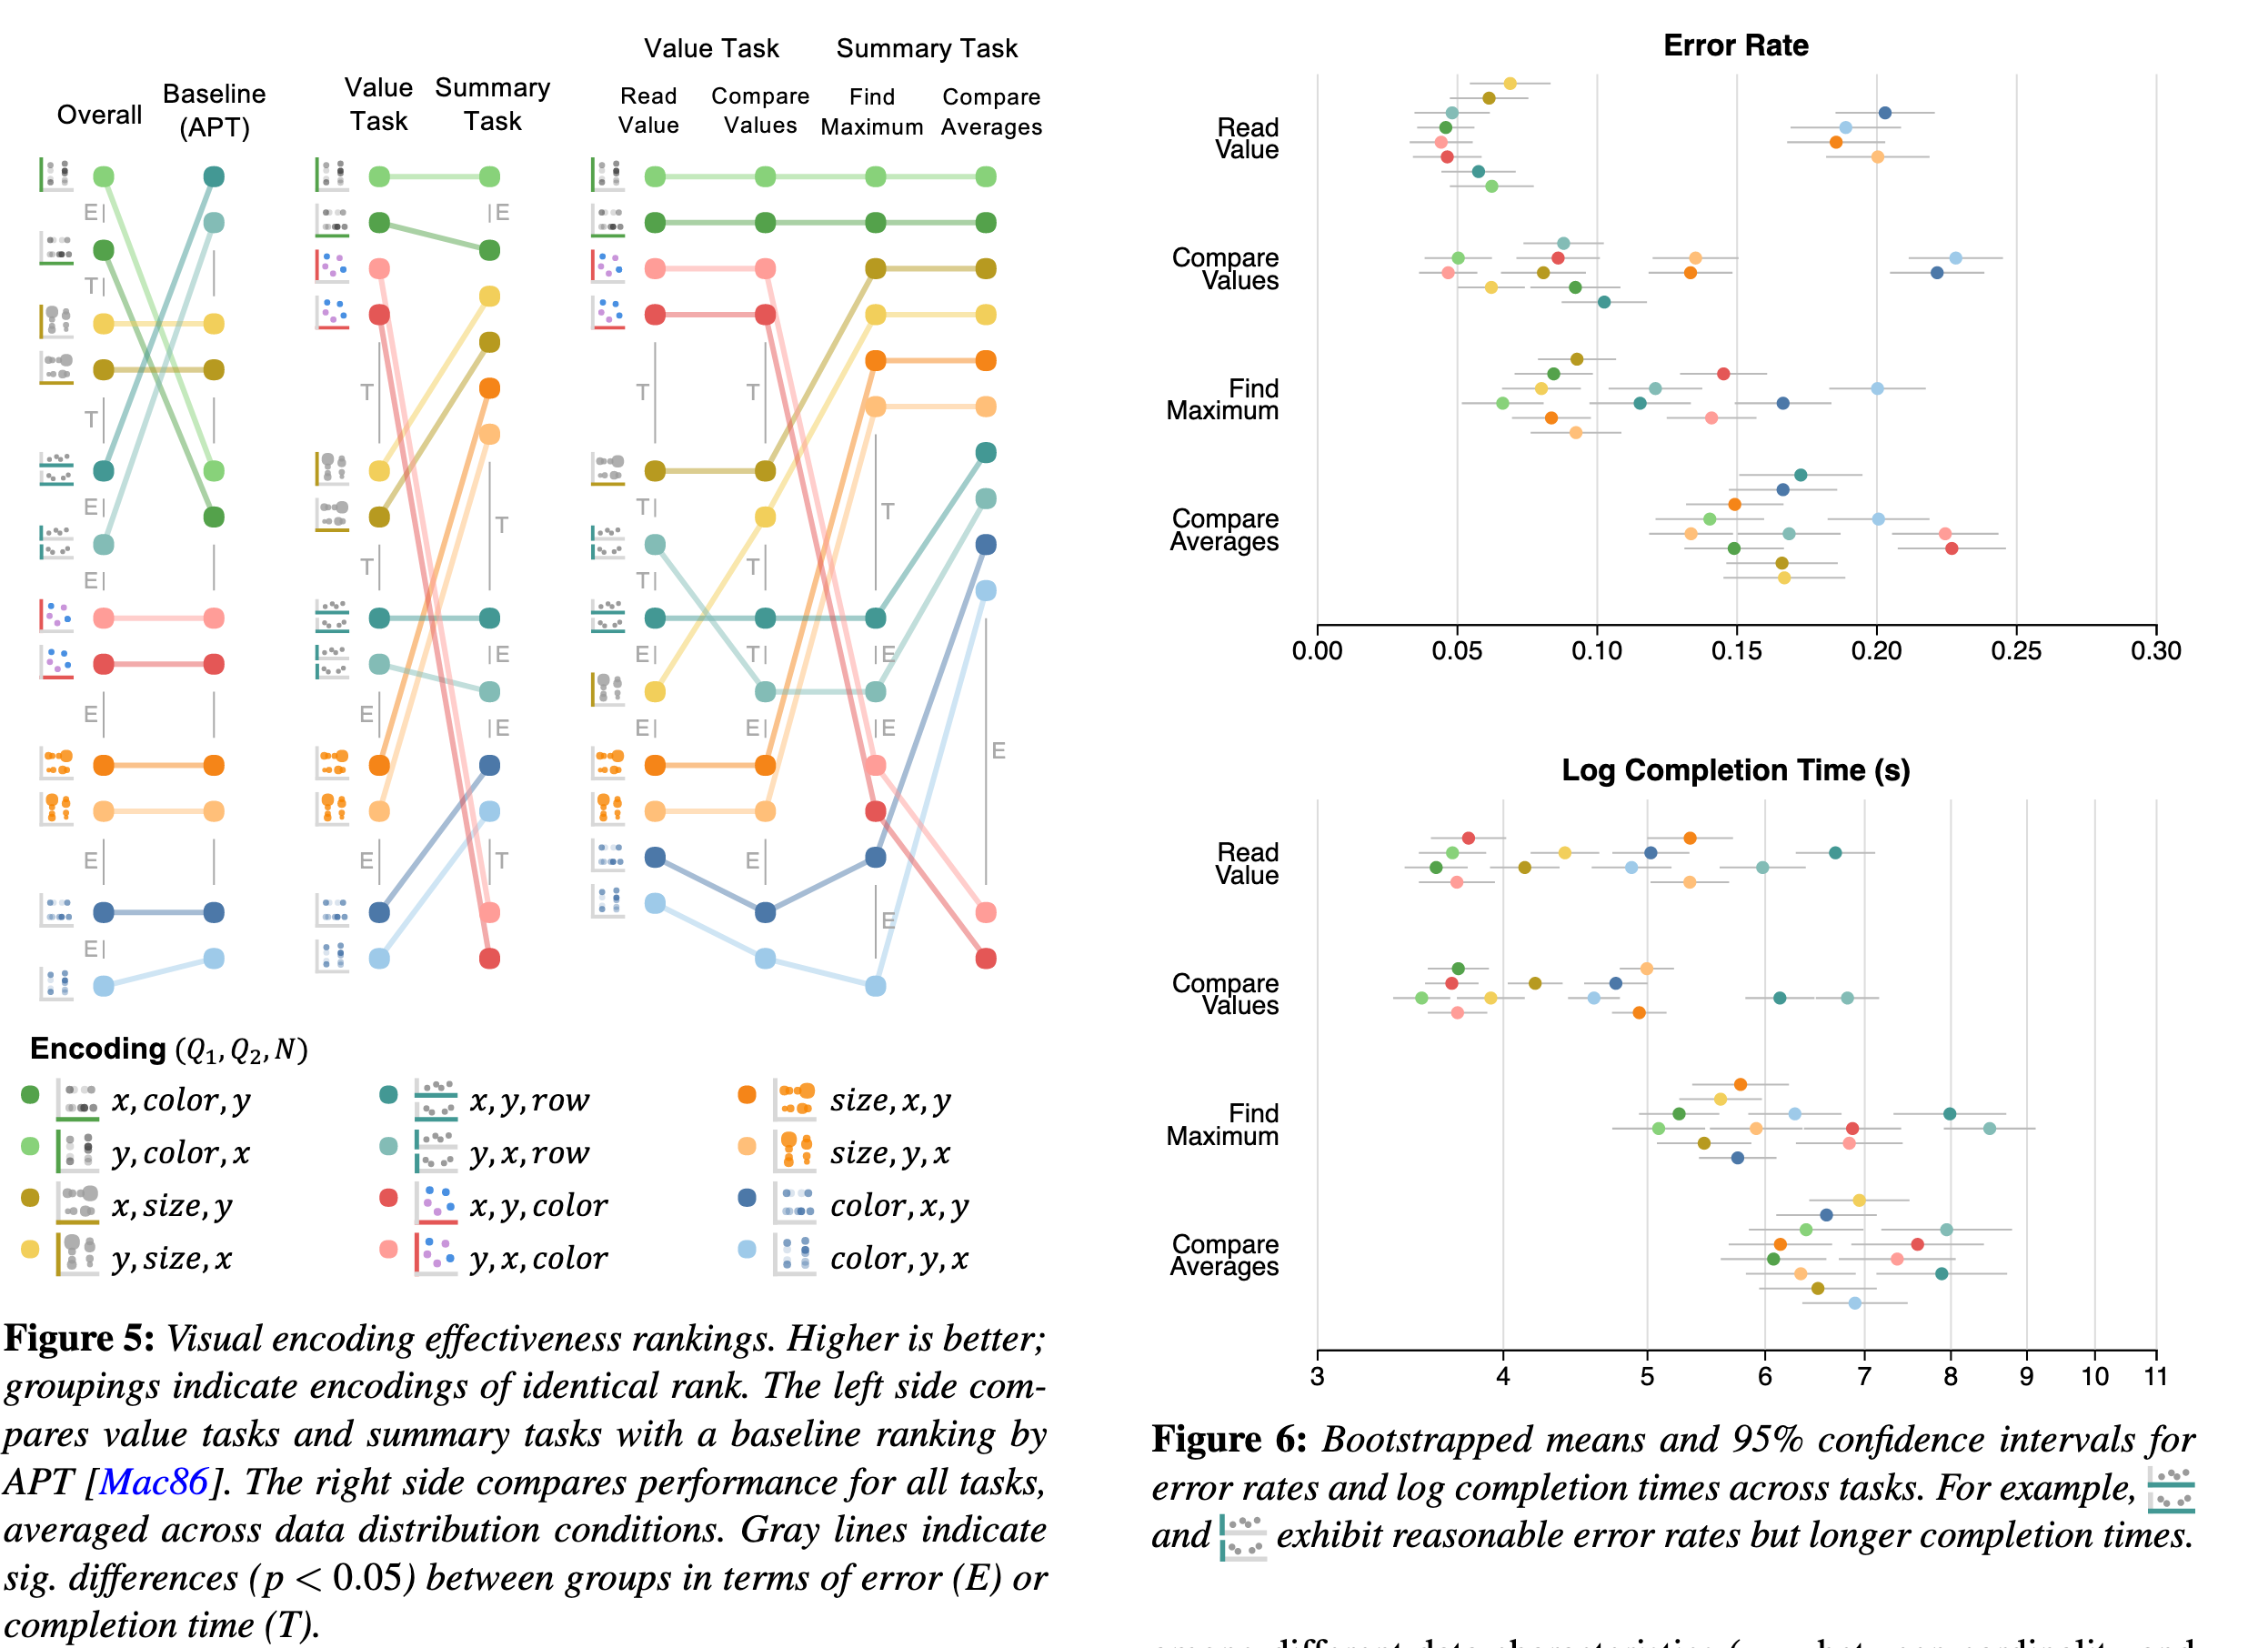 Value Task Summary Task
Overall Baseline
(APT)
Value
Task
Summary
Task
Read
Value
Compare
Values
Find
Maximum
Compare
Averages
E
T
T
E
E
E
E
E
T
T
E
E
E
T
E
E
T
T
T
E
E
T
T
T
E
E
T
E
E
E
E
Encoding (Q1, Q2, N)
x, color, y
y, color, x
x, size, y
y, size, x
x, y, row
y, x, row
x, y, color
y, x, color
size, x, y
size, y, x
color, x, y
color, y, x
Figure 5: Visual encoding effectiveness rankings. Higher is better;
groupings indicate encodings of identical rank. The left side com-
pares value tasks and summary tasks with a baseline ranking by
APT [Mac86]. The right side compares performance for all tasks,
averaged across data distribution conditions. Gray lines indicate
sig. differences (p < 0.05) between groups in terms of error (E) or
completion time (T).
Error Rate
Read
Value
Compare
Values
Find
Maximum
Compare
Averages
0.00 0.05 0.10 0.15 0.20 0.25 0.30
Log Completion Time (s)
Read
Value
Compare
Values
Find
Maximum
Compare
Averages
3 4 5 6 7 8 9 10 11
Figure 6: Bootstrapped means and 95% confidence intervals for
error rates and log completion times across tasks. For example,
and exhibit reasonable error rates but longer completion times.